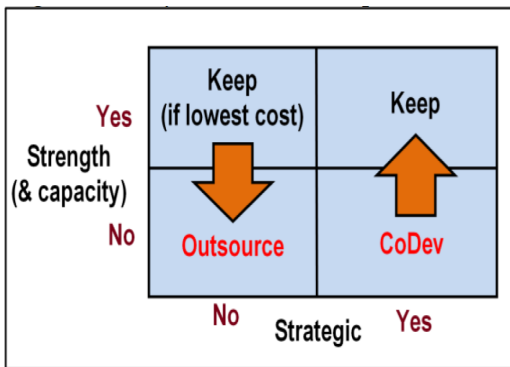 Keep
(if lowest cost)
Keep
Yes
Strength
(& capacity)
No
Outsource
CoDev
No
Strategic
Yes